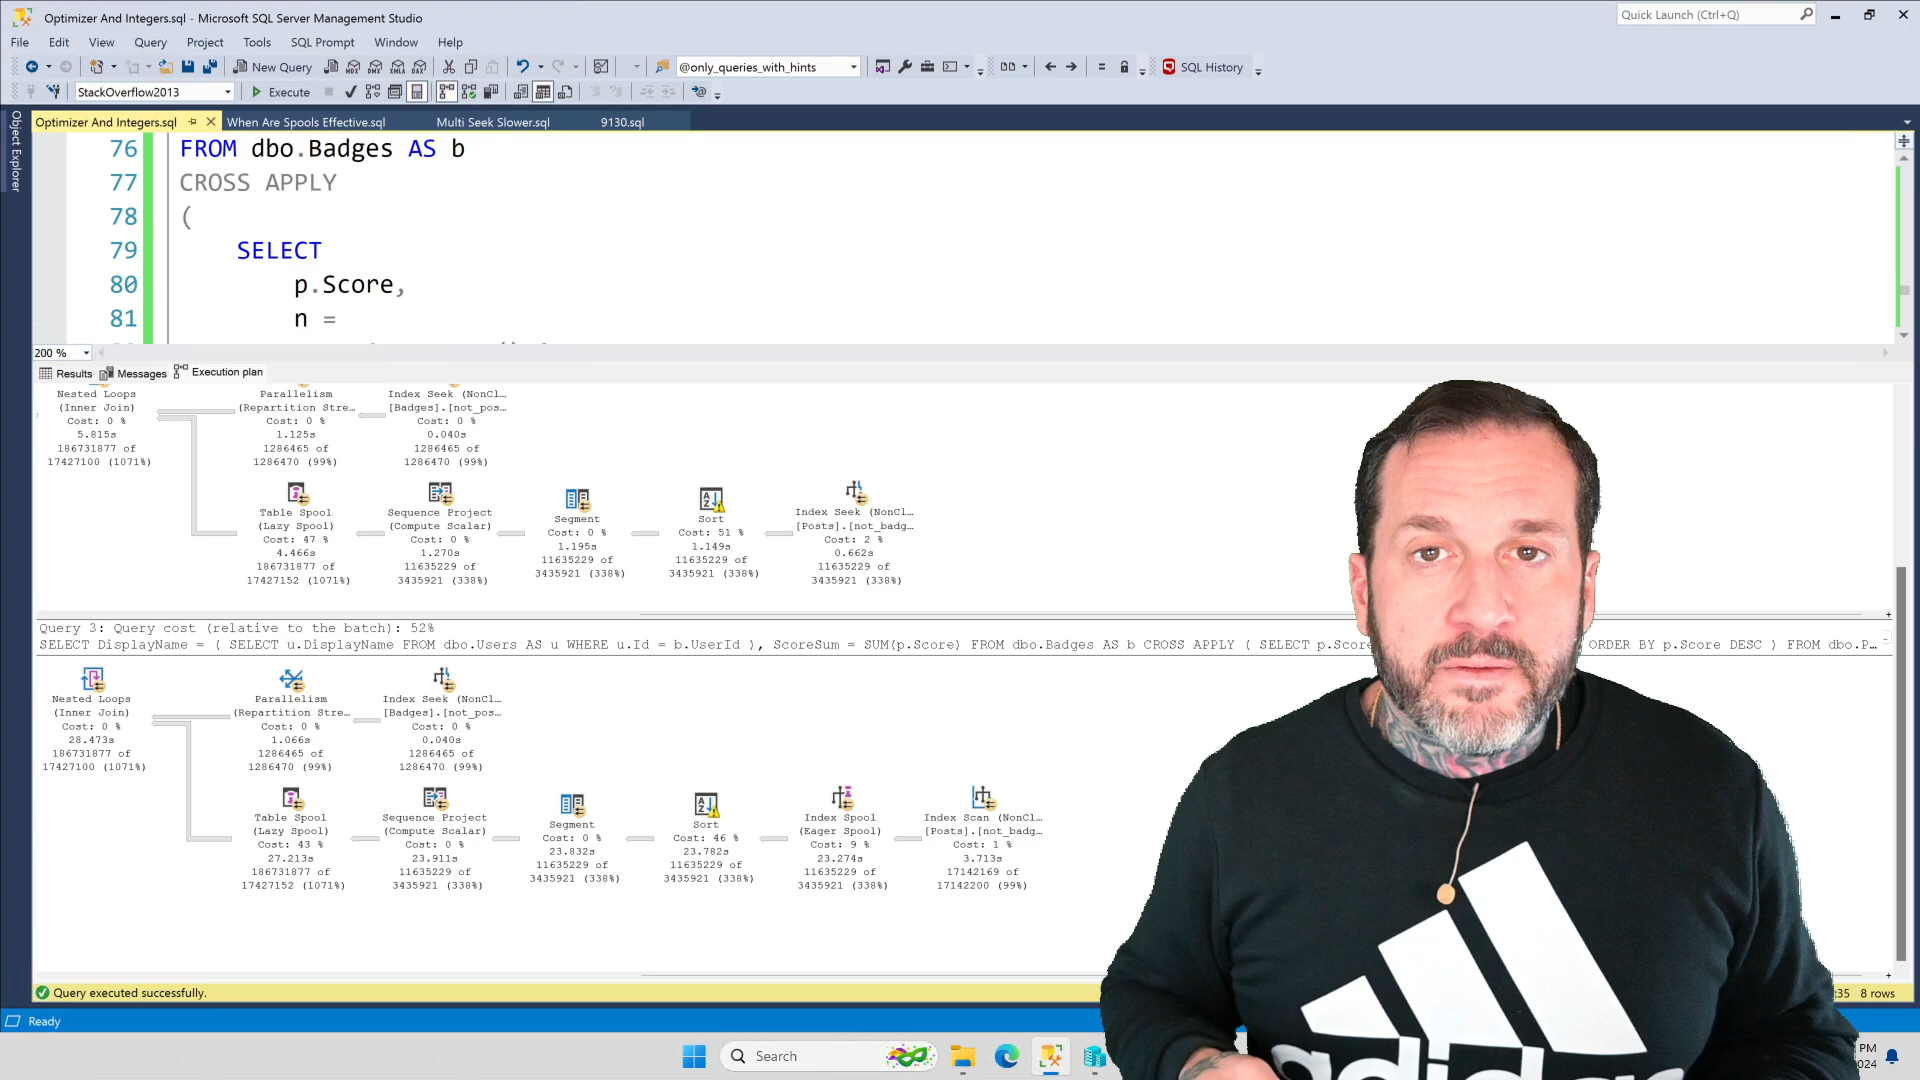 Optimizer And Integers.sql - Microsoft SQL Server Management Studio
Quick Launch (Ctrl+Q)
File Edit View Query Project Tools SQL Prompt Window Help
New Query MDX DMX XMLA DAX @only_queries_with_hints SQL History
StackOverflow2013 Execute
Optimizer And Integers.sql When Are Spools Effective.sql Multi Seek Slower.sql 9130.sql
Object Explorer
76 FROM dbo.Badges AS b
77 CROSS APPLY
78 (
79 SELECT
80 p.Score,
81 n =
200 %
Results Messages Execution plan
Nested Loops
(Inner Join)
Cost: 0 %
5.815s
186731877 of
17427100 (1071%)
Parallelism
(Repartition Stre...
Cost: 0 %
1.125s
1286465 of
1286470 (99%)
Index Seek (NonCl...
[Badges].[not_pos...
Cost: 0 %
0.040s
1286465 of
1286470 (99%)
Table Spool
(Lazy Spool)
Cost: 47 %
4.466s
186731877 of
17427152 (1071%)
Sequence Project
(Compute Scalar)
Cost: 0 %
1.270s
11635229 of
3435921 (338%)
Segment
Cost: 0 %
1.195s
11635229 of
3435921 (338%)
Sort
Cost: 51 %
1.149s
11635229 of
3435921 (338%)
Index Seek (NonCl...
[Posts].[not_badg...
Cost: 2 %
0.662s
11635229 of
3435921 (338%)
Query 3: Query cost (relative to the batch): 52%
SELECT DisplayName = ( SELECT u.DisplayName FROM dbo.Users AS u WHERE u.Id = b.UserId ), ScoreSum = SUM(p.Score) FROM dbo.Badges AS b CROSS APPLY ( SELECT p.Score ORDER BY p.Score DESC ) FROM dbo.P...
Nested Loops
(Inner Join)
Cost: 0 %
28.473s
186731877 of
17427100 (1071%)
Parallelism
(Repartition Stre...
Cost: 0 %
1.066s
1286465 of
1286470 (99%)
Index Seek (NonCl...
[Badges].[not_pos...
Cost: 0 %
0.040s
1286465 of
1286470 (99%)
Table Spool
(Lazy Spool)
Cost: 43 %
27.213s
186731877 of
17427152 (1071%)
Sequence Project
(Compute Scalar)
Cost: 0 %
23.911s
11635229 of
3435921 (338%)
Segment
Cost: 0 %
23.832s
11635229 of
3435921 (338%)
Sort
Cost: 46 %
23.782s
11635229 of
3435921 (338%)
Index Spool
(Eager Spool)
Cost: 9 %
23.274s
11635229 of
3435921 (338%)
Index Scan (NonCl...
[Posts].[not_badg...
Cost: 1 %
3.713s
17142169 of
17142200 (99%)
Query executed successfully.
:35 8 rows
Ready
Search
PM
024
adidas